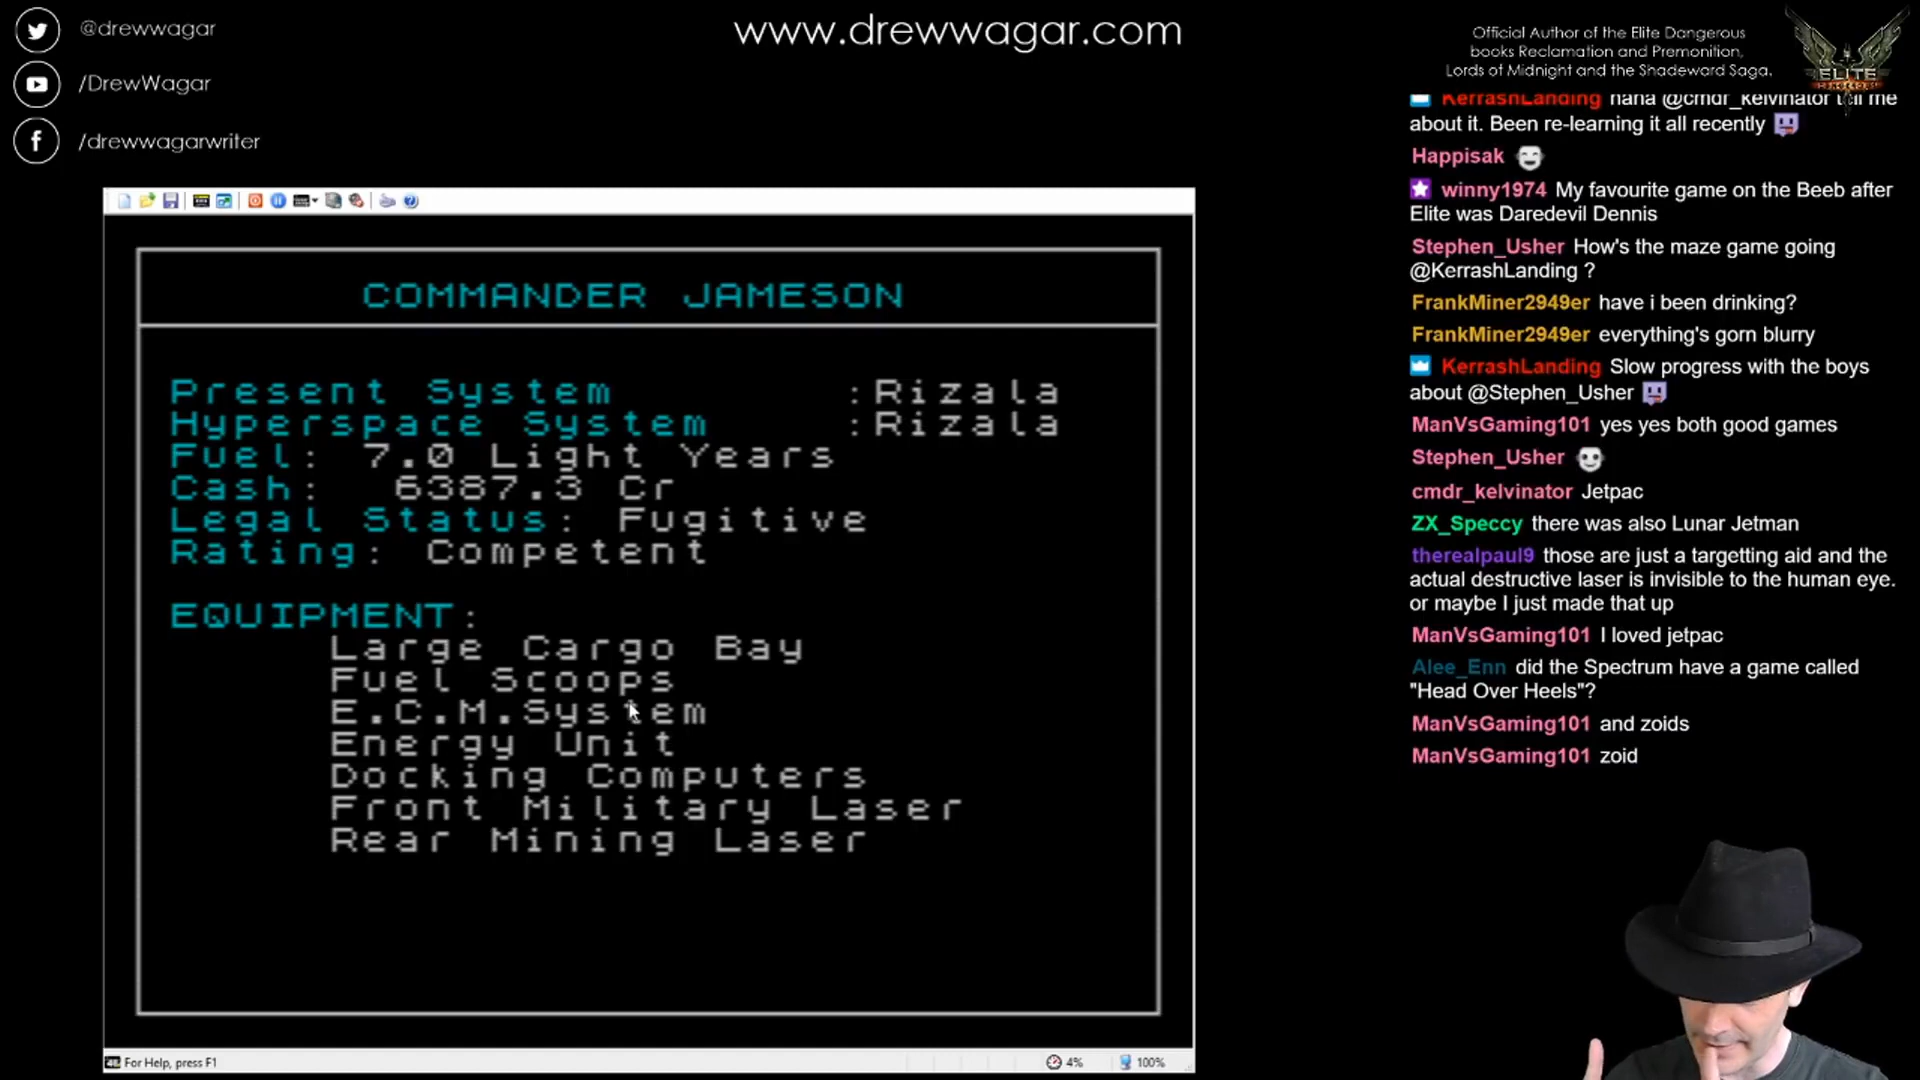 @drewwagar
/DrewWagar
/drewwagarwriter
www.drewwagar.com
Official Author of the Elite Dangerous
books Reclamation and Premonition,
Lords of Midnight and the Shadeward Saga.
ELITE
COMMANDER JAMESON
Present System :Rizala
Hyperspace System :Rizala
Fuel: 7.0 Light Years
Cash: 6387.3 Cr
Legal Status: Fugitive
Rating: Competent
EQUIPMENT:
Large Cargo Bay
Fuel Scoops
E.C.M.System
Energy Unit
Docking Computers
Front Military Laser
Rear Mining Laser
For Help, press F1
4%
100%
KerrashLanding haha @cmdr_kelvinator tell me
about it. Been re-learning it all recently
Happisak
winny1974 My favourite game on the Beeb after
Elite was Daredevil Dennis
Stephen_Usher How's the maze game going
@KerrashLanding ?
FrankMiner2949er have i been drinking?
FrankMiner2949er everything's gorn blurry
KerrashLanding Slow progress with the boys
about @Stephen_Usher
ManVsGaming101 yes yes both good games
Stephen_Usher
cmdr_kelvinator Jetpac
ZX_Speccy there was also Lunar Jetman
therealpaul9 those are just a targetting aid and the
actual destructive laser is invisible to the human eye.
or maybe I just made that up
ManVsGaming101 I loved jetpac
Alee_Enn did the Spectrum have a game called
"Head Over Heels"?
ManVsGaming101 and zoids
ManVsGaming101 zoid